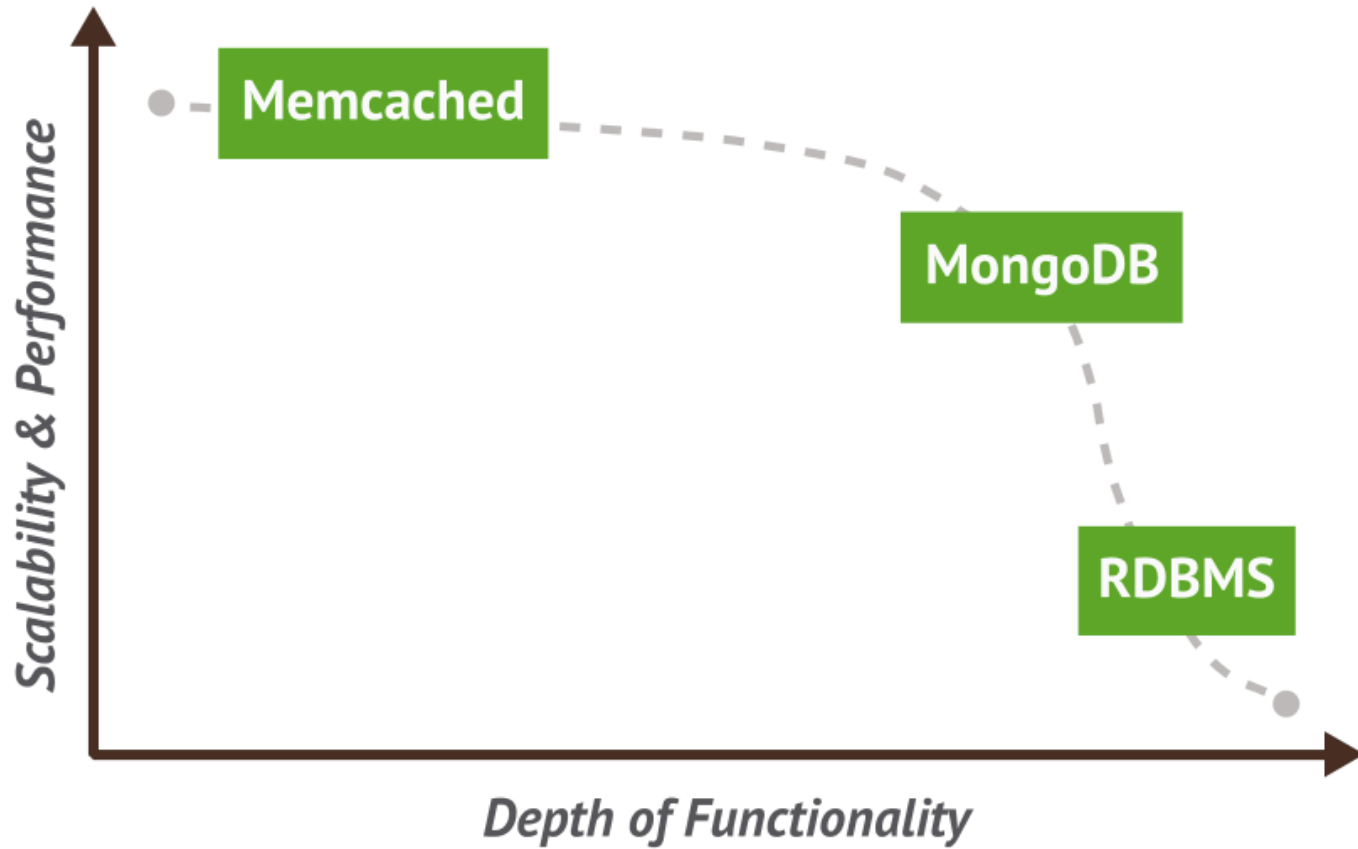 Scalability & Performance
Memcached
MongoDB
RDBMS
Depth of Functionality